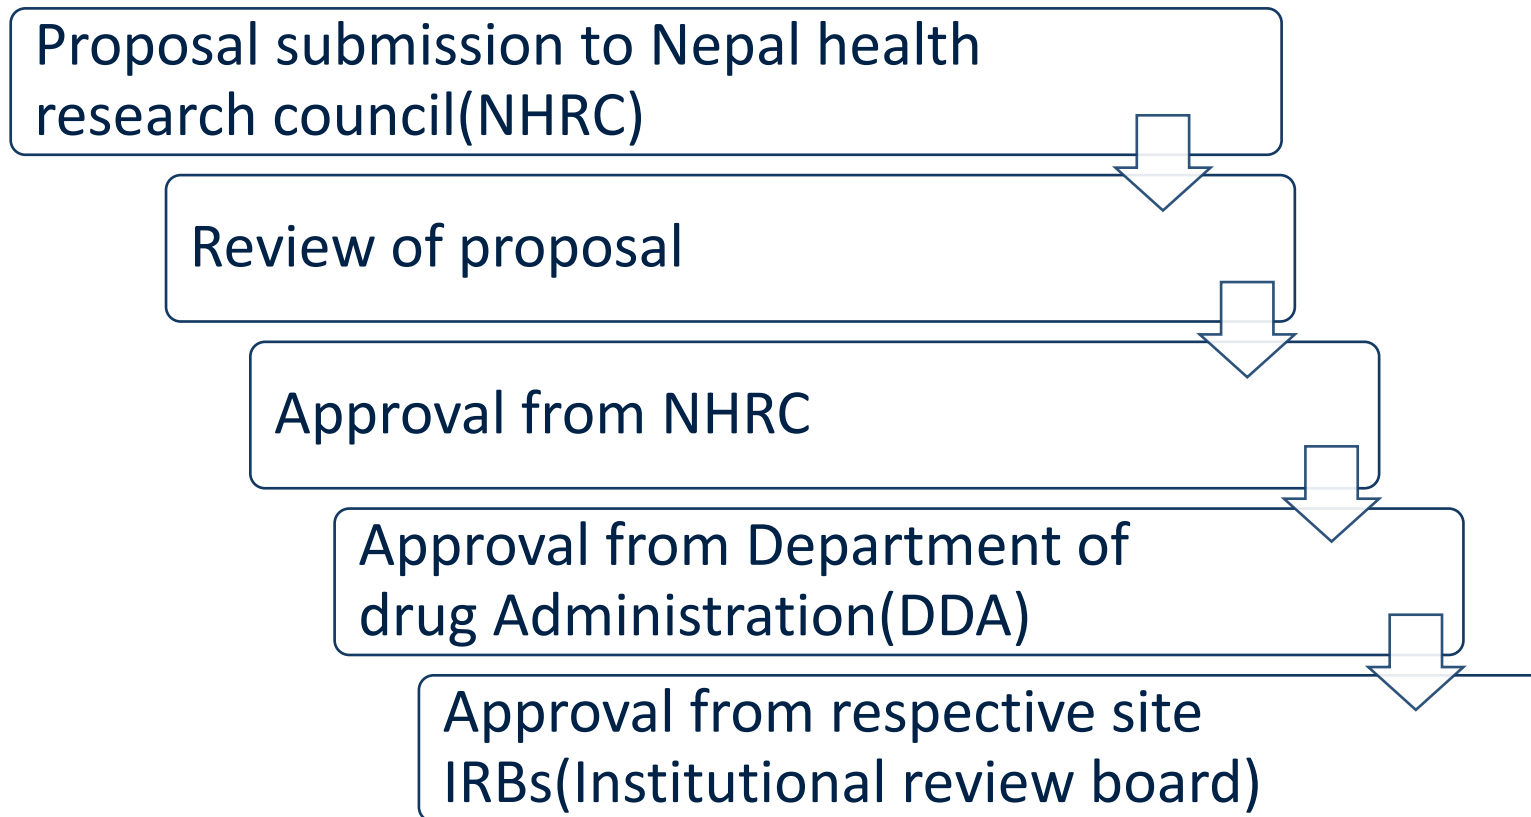 Proposal submission to Nepal health
research council(NHRC)
Review of proposal
Approval from NHRC
Approval from Department of
drug Administration(DDA)
Approval from respective site
IRBs(Institutional review board)